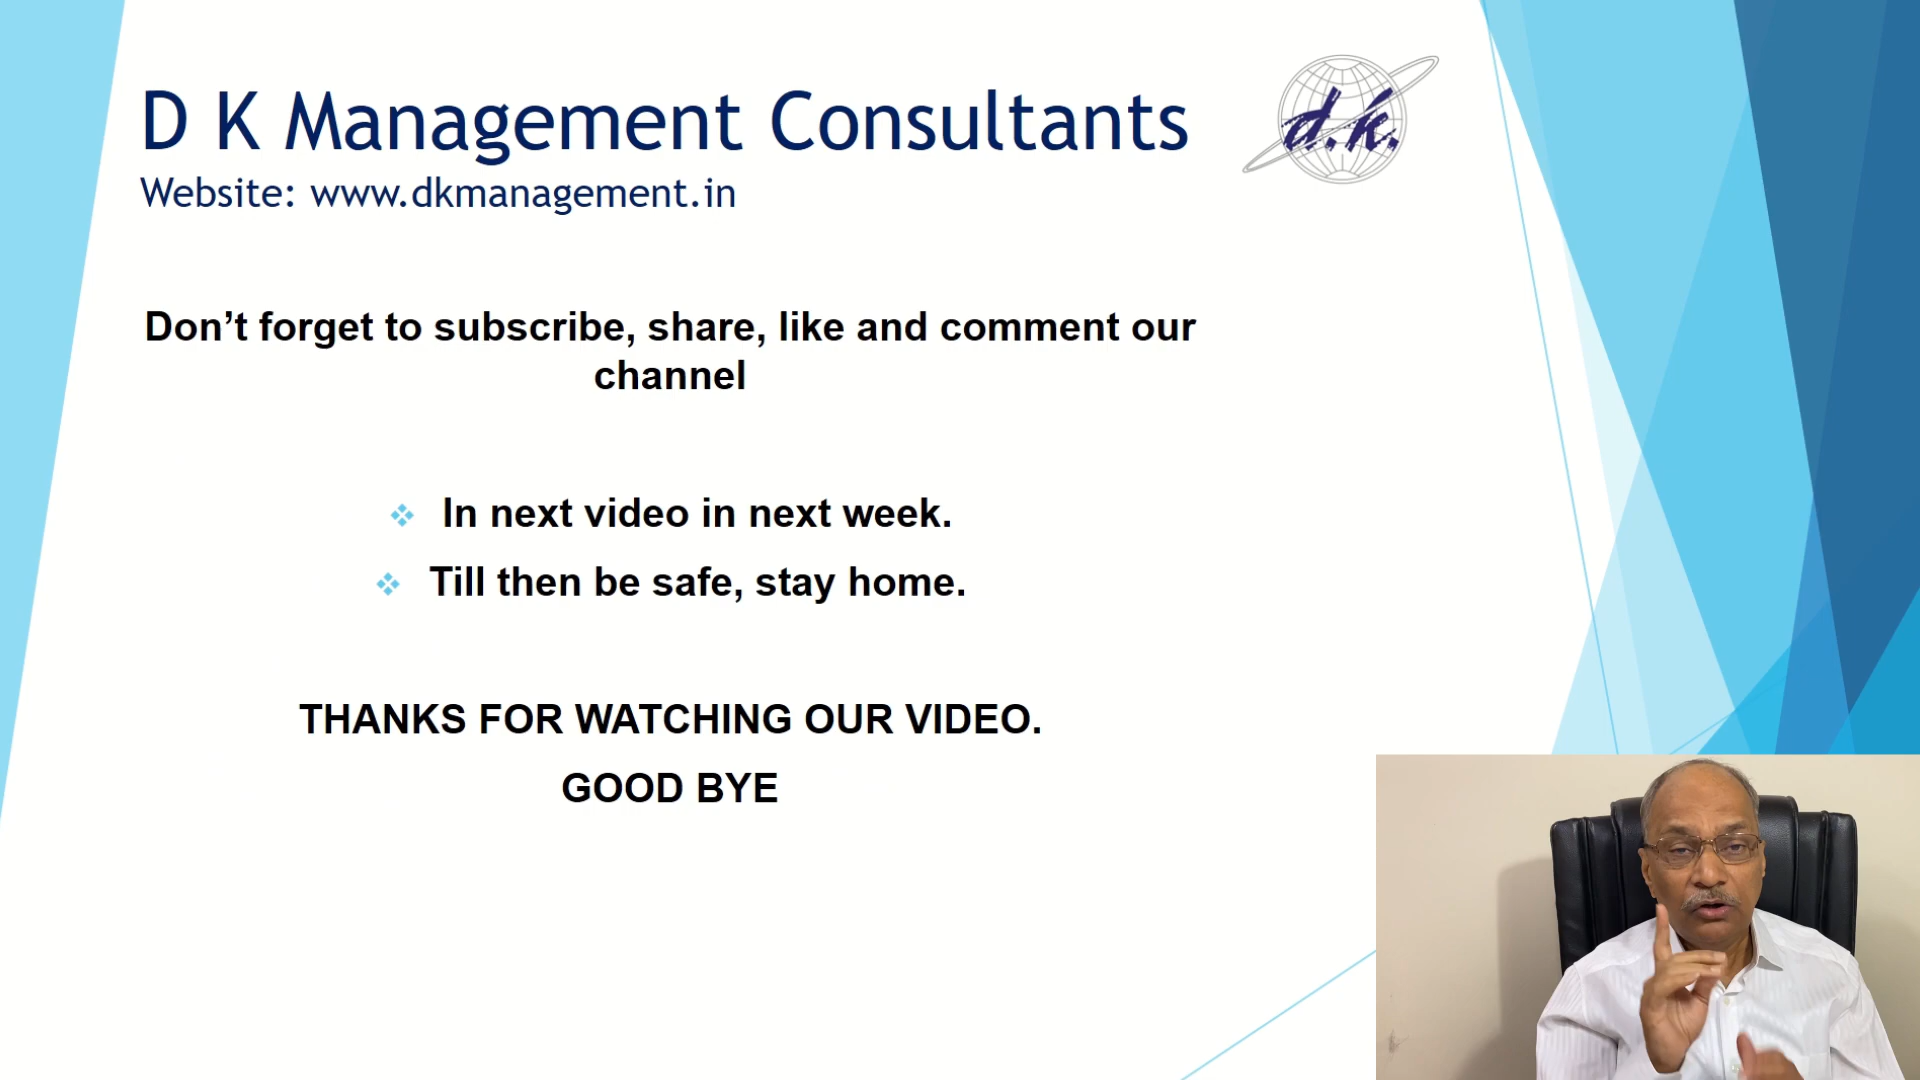 D K Management Consultants
d.k.
Website: www.dkmanagement.in
Don’t forget to subscribe, share, like and comment our
channel
In next video in next week.
Till then be safe, stay home.
THANKS FOR WATCHING OUR VIDEO.
GOOD BYE